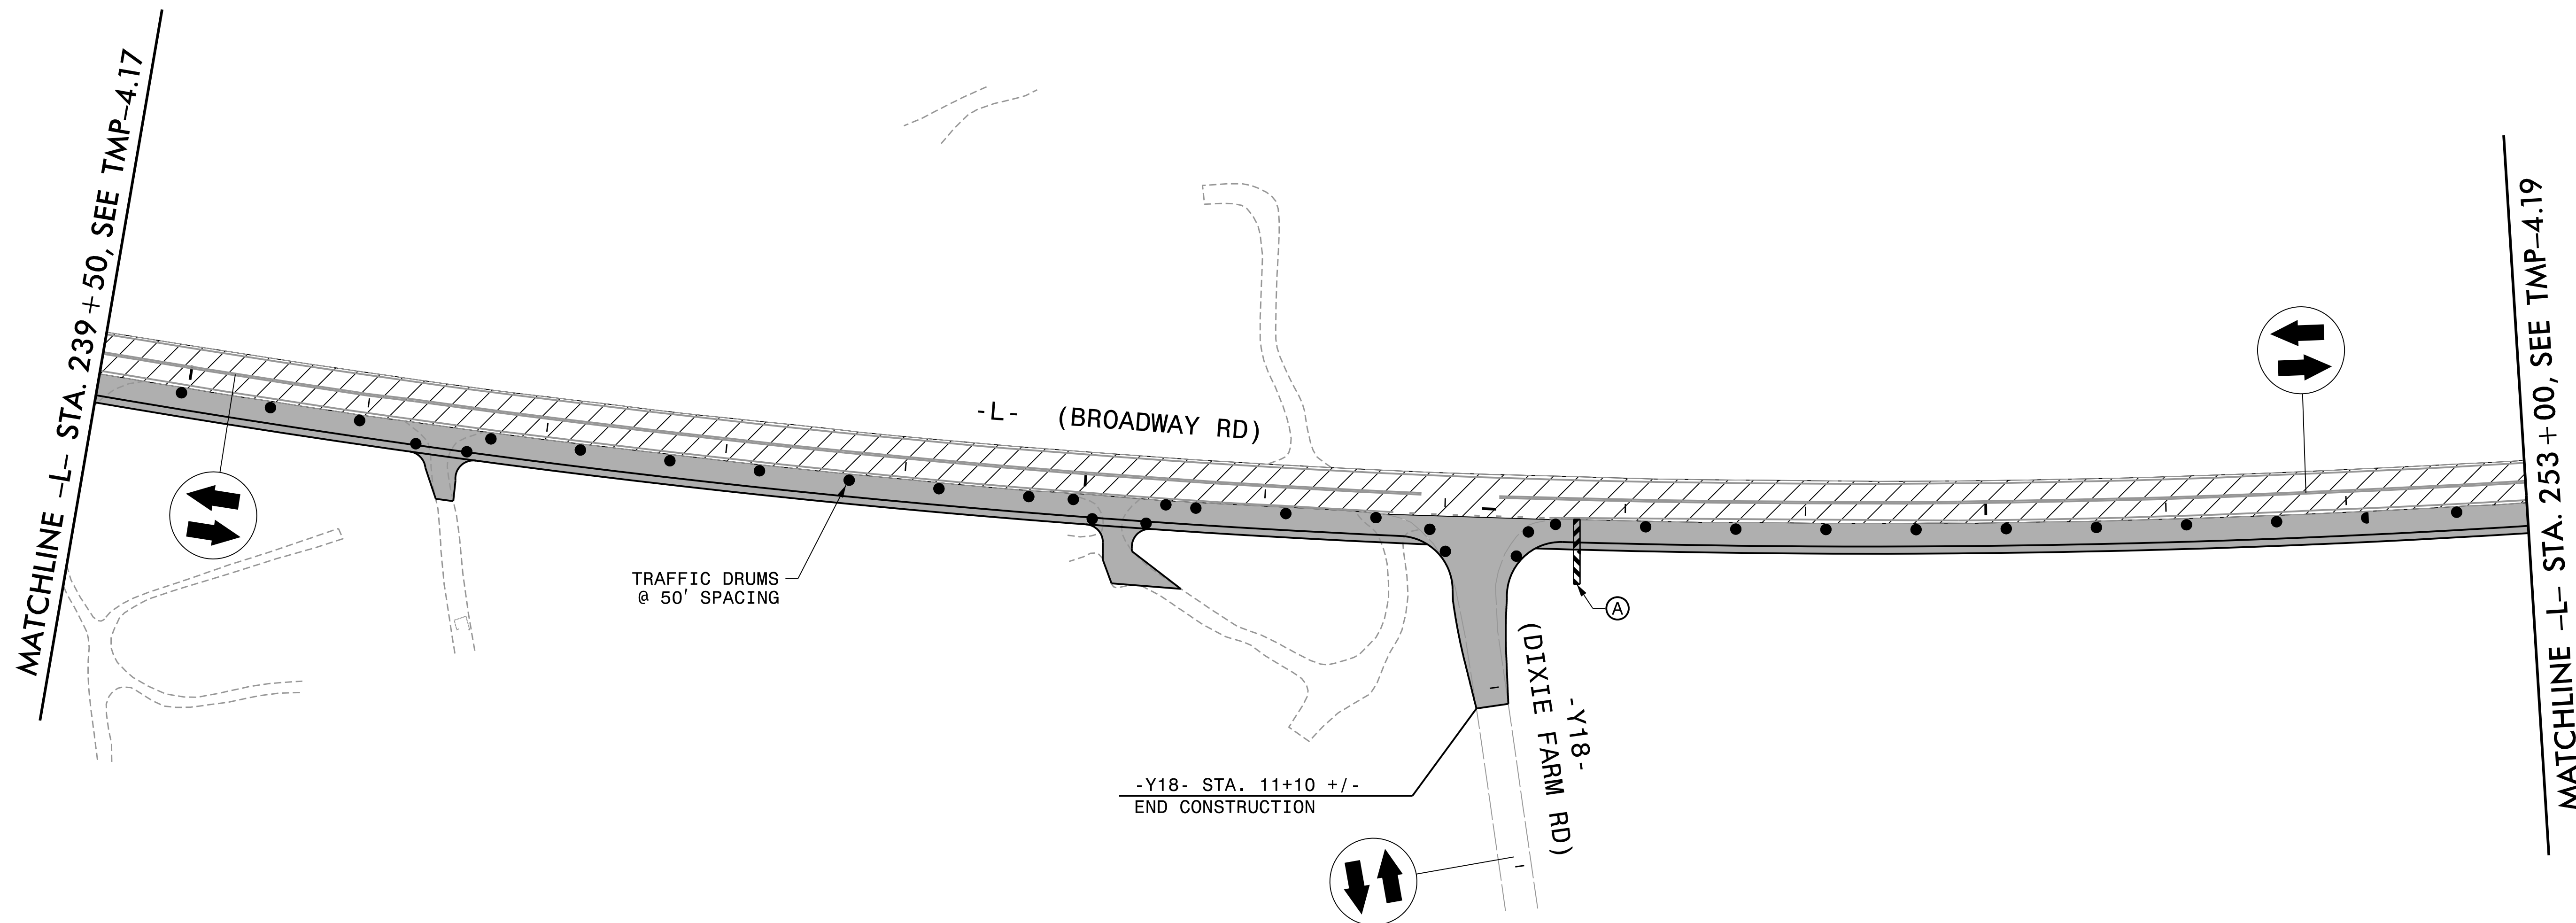 MATCHLINE –L– STA. 239+50, SEE TMP–4.17
-L- (BROADWAY RD)
TRAFFIC DRUMS
@ 50' SPACING
A
-Y18-
(DIXIE FARM RD)
-Y18- STA. 11+10 +/-
END CONSTRUCTION
MATCHLINE –L– STA. 253+00, SEE TMP–4.19